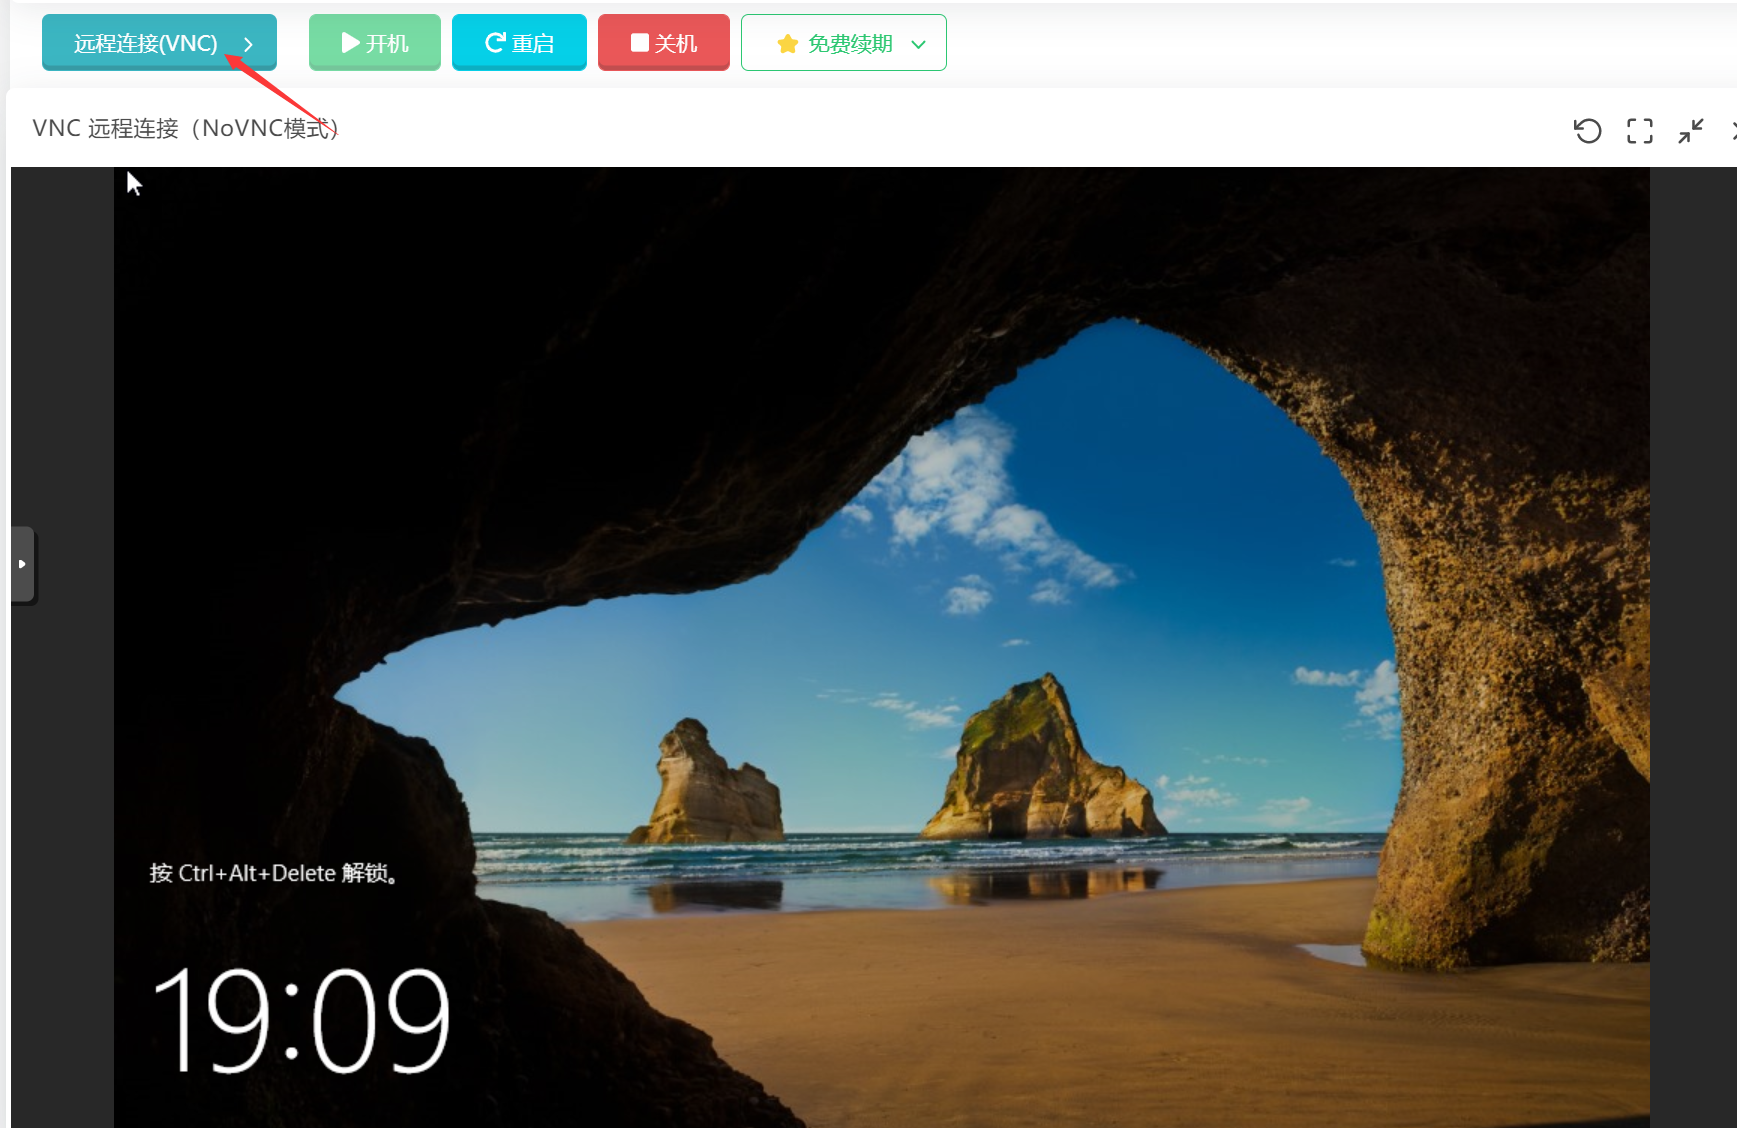 远程连接(VNC)
开机
重启
关机
免费续期
VNC 远程连接（NoVNC模式）
按 Ctrl+Alt+Delete 解锁。
19:09